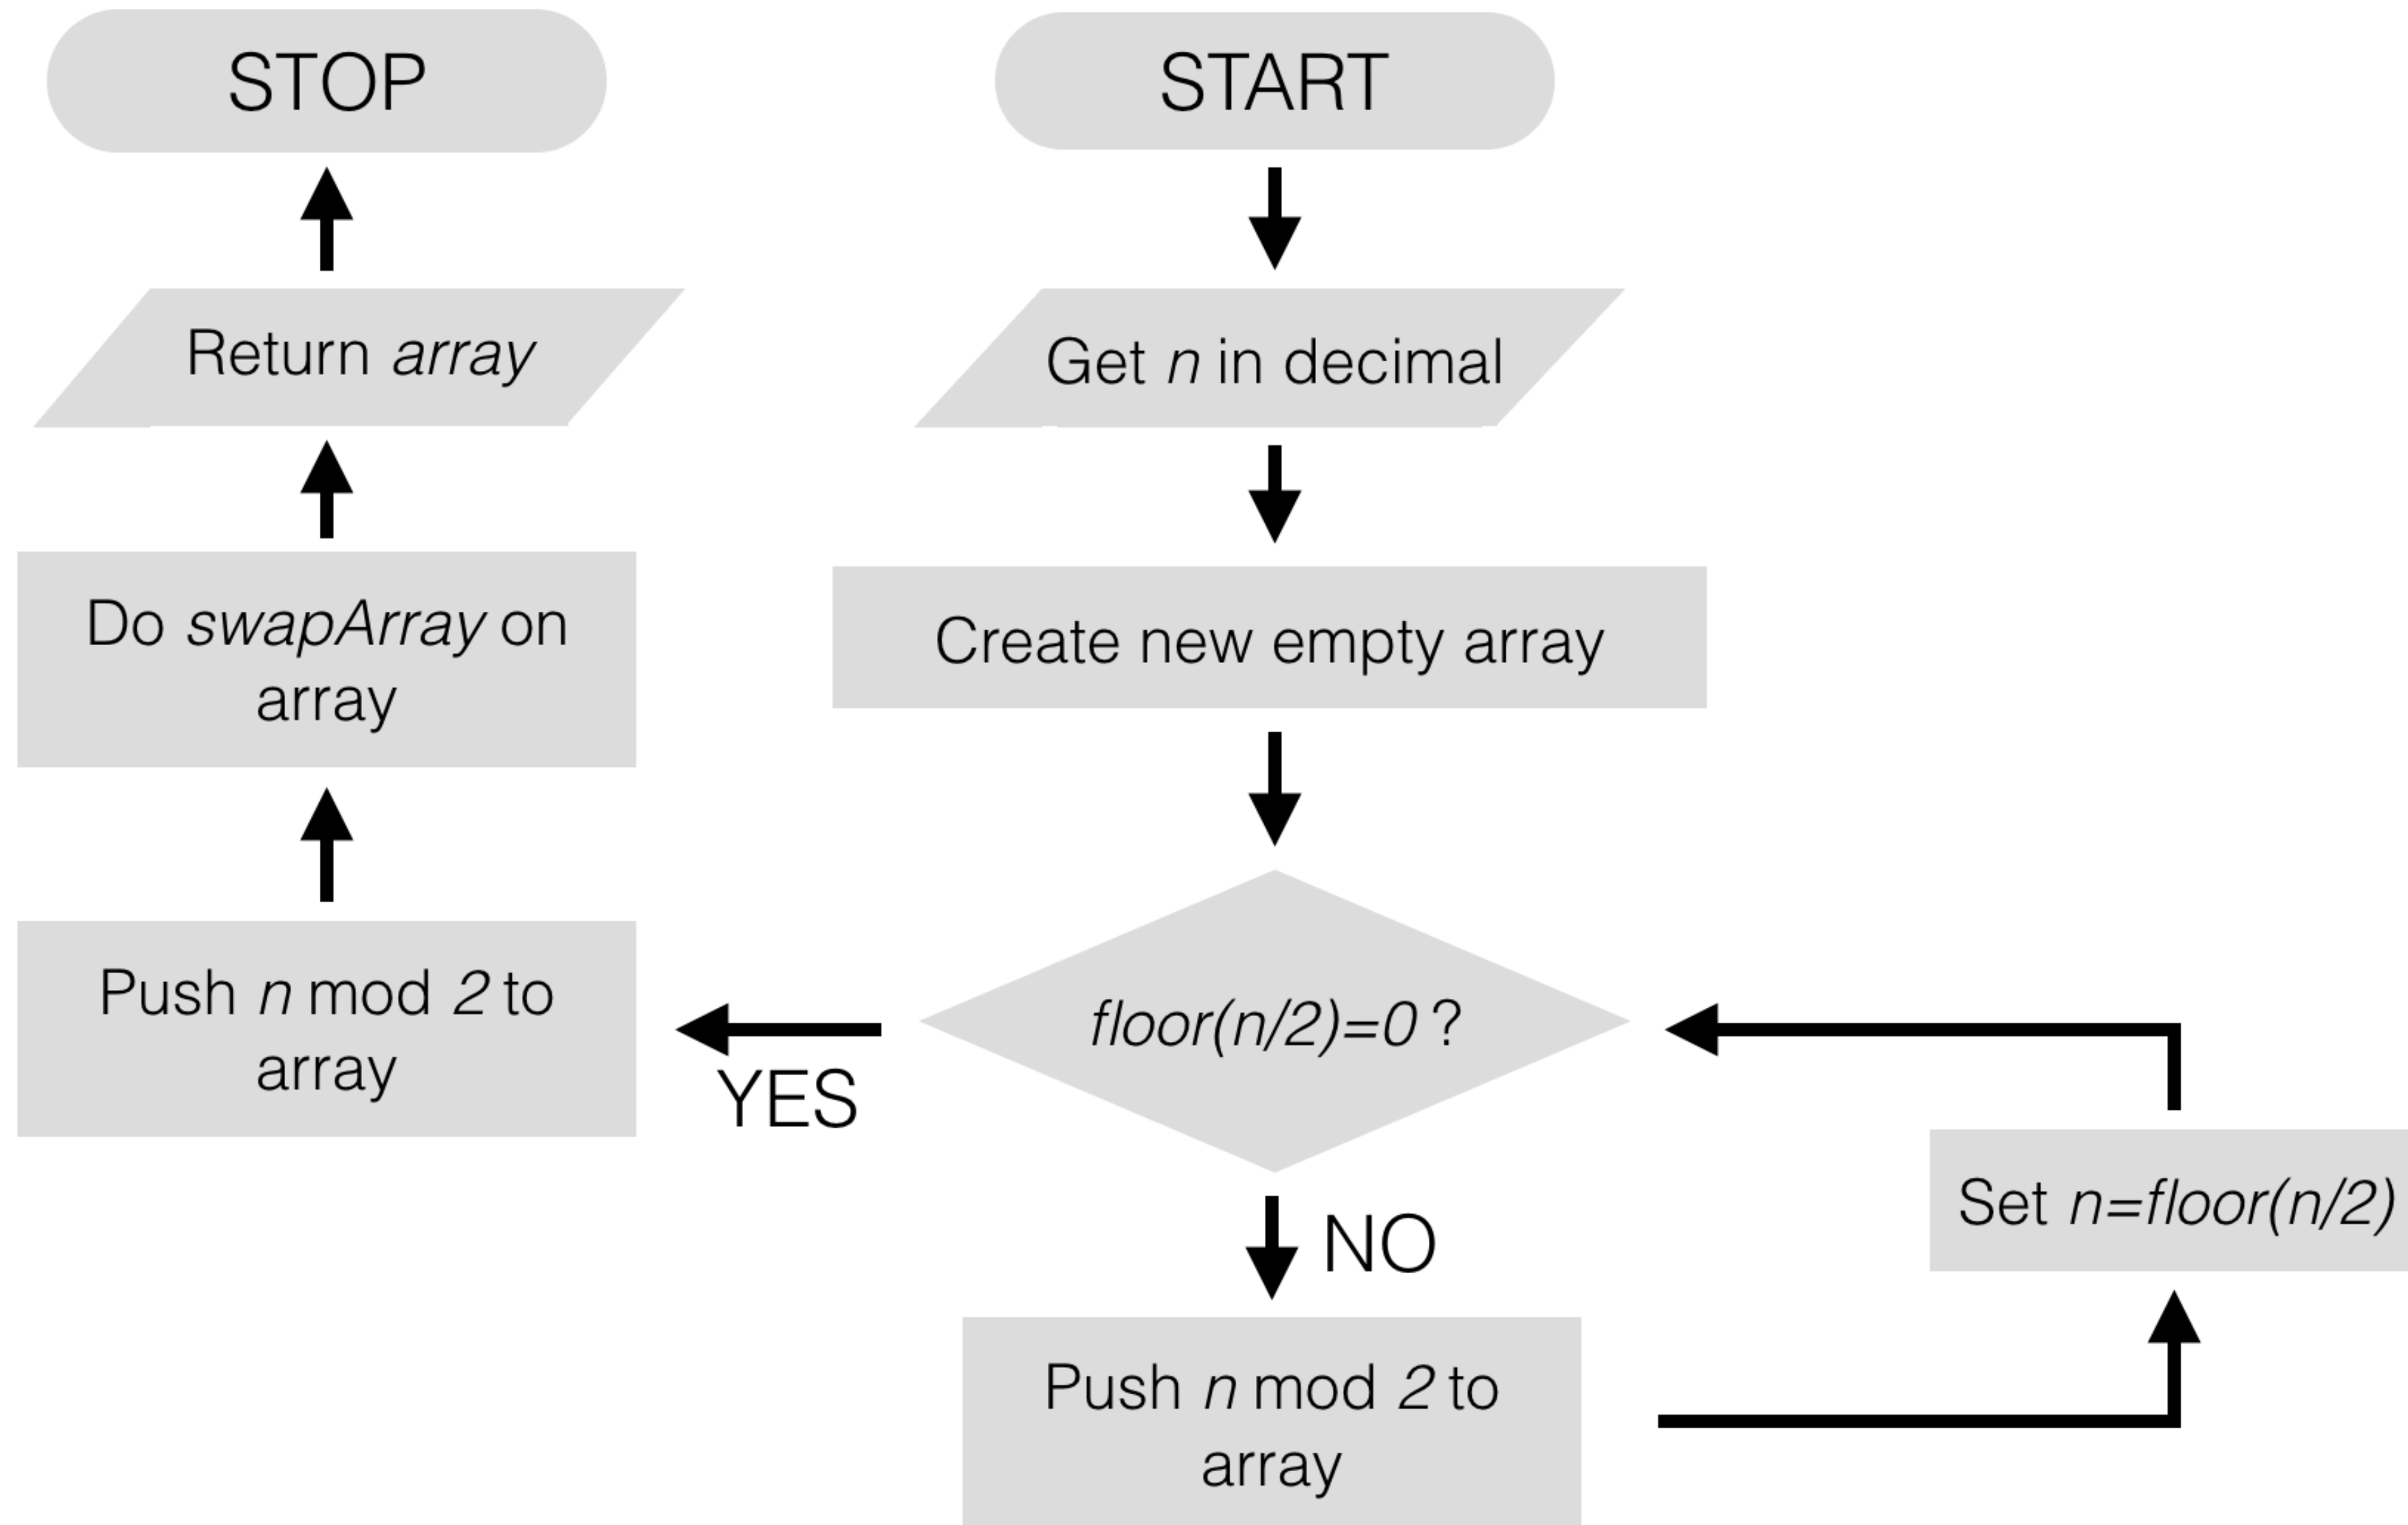 STOP
START
Return array
Get n in decimal
Do swapArray on
array
Create new empty array
Push n mod 2 to
array
YES
floor(n/2)=0 ?
NO
Set n=floor(n/2)
Push n mod 2 to
array